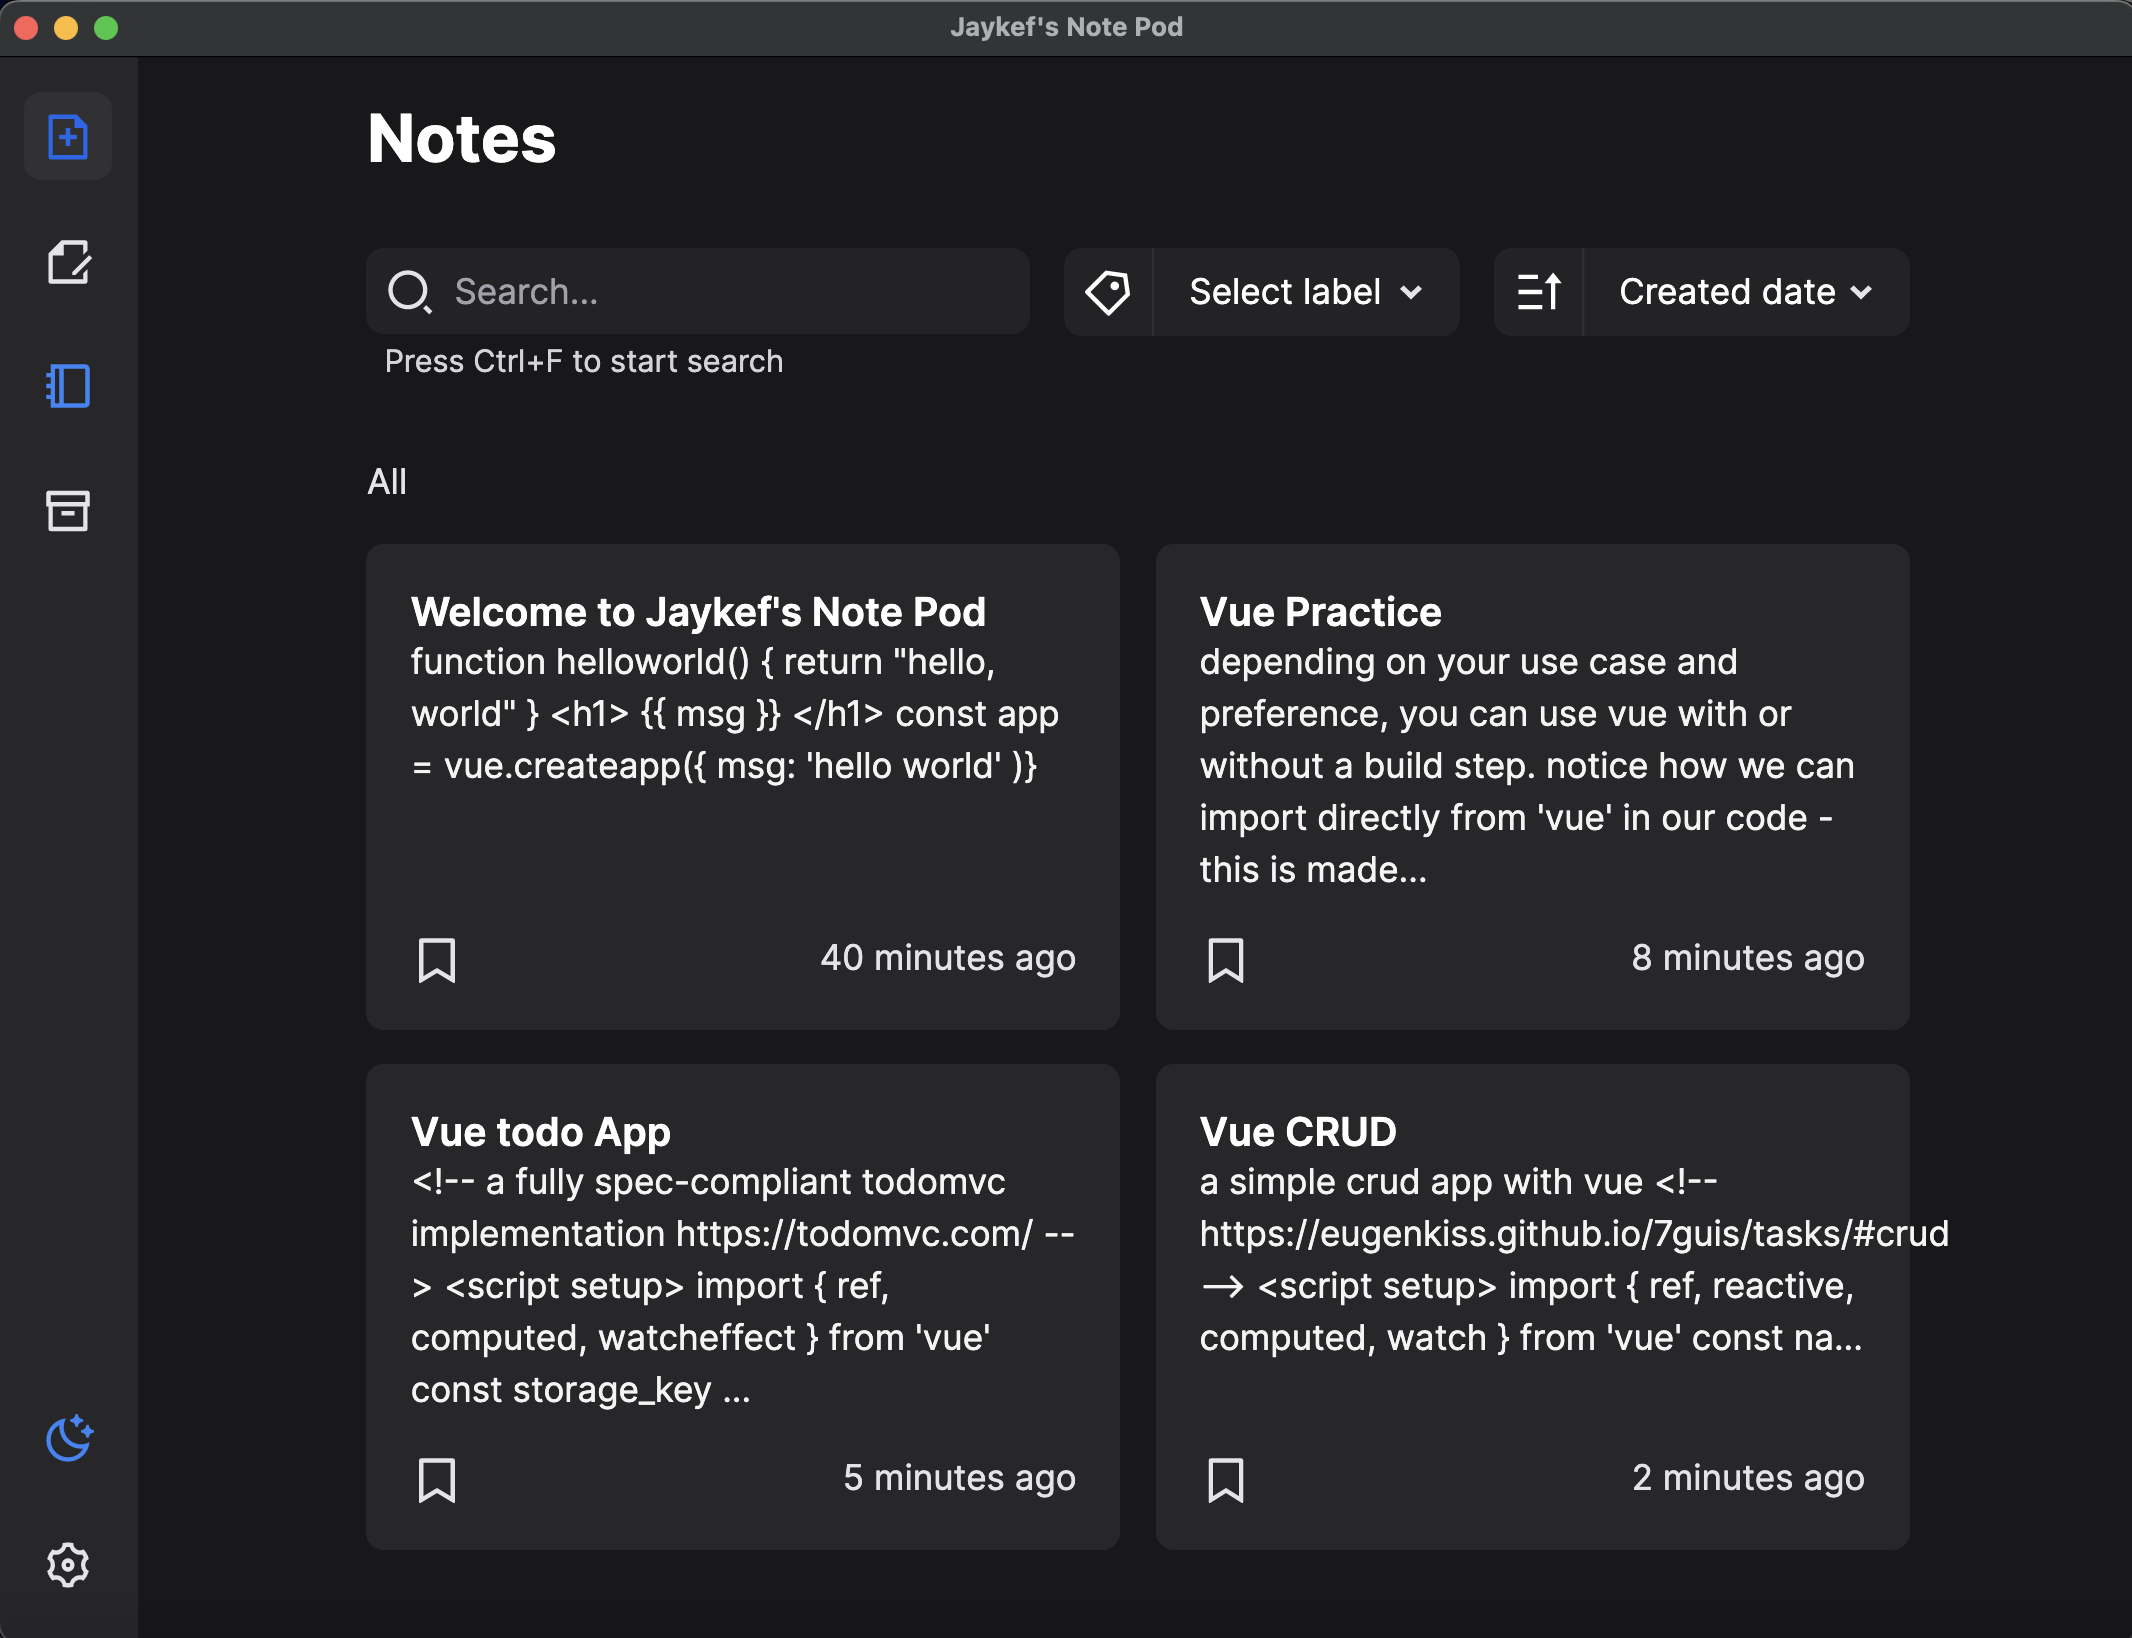 Jaykef's Note Pod
Notes
Search...
Select label
Created date
Press Ctrl+F to start search
All
Welcome to Jaykef's Note Pod
function helloworld() { return "hello,
world" } <h1> {{ msg }} </h1> const app
= vue.createapp({ msg: 'hello world' )}
40 minutes ago
Vue Practice
depending on your use case and
preference, you can use vue with or
without a build step. notice how we can
import directly from 'vue' in our code -
this is made...
8 minutes ago
Vue todo App
<!-- a fully spec-compliant todomvc
implementation https://todomvc.com/ --
> <script setup> import { ref,
computed, watcheffect } from 'vue'
const storage_key ...
5 minutes ago
Vue CRUD
a simple crud app with vue <!--
https://eugenkiss.github.io/7guis/tasks/#crud
--> <script setup> import { ref, reactive,
computed, watch } from 'vue' const na...
2 minutes ago